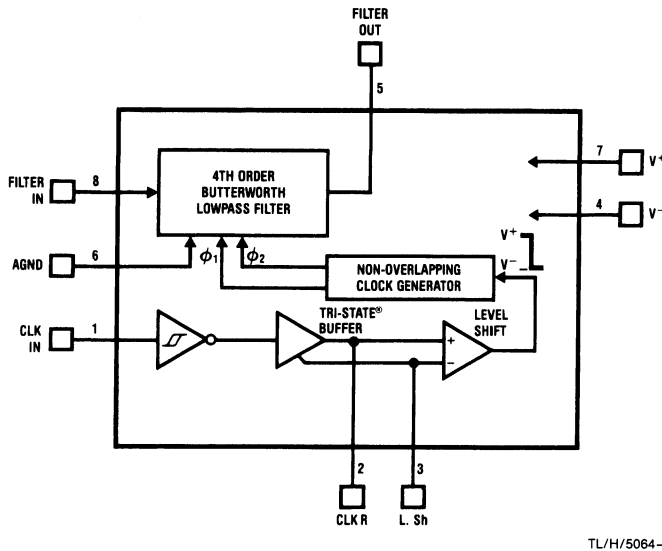 FILTER
OUT
5
4TH ORDER
BUTTERWORTH
LOWPASS FILTER
FILTER
IN
8
7
V+
4
V−
AGND
6
ϕ1
ϕ2
V+
V−
NON-OVERLAPPING
CLOCK GENERATOR
TRI-STATE®
BUFFER
LEVEL
SHIFT
CLK
IN
1
+
−
2
3
CLK R
L. Sh
TL/H/5064–